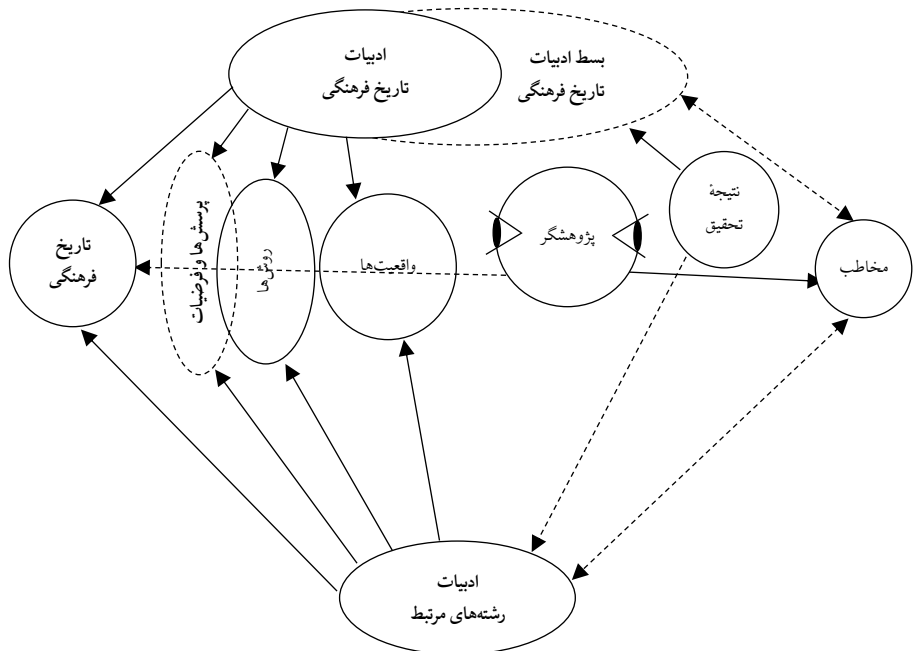 ادبیات
تاریخ فرهنگی
بسط ادبیات
تاریخ فرهنگی
نتیجهٔ
تحقیق
مخاطب
پژوهشگر
واقعیت‌ها
روش‌ها
پرسش‌ها و فرضیات
تاریخ
فرهنگی
ادبیات
رشته‌های مرتبط